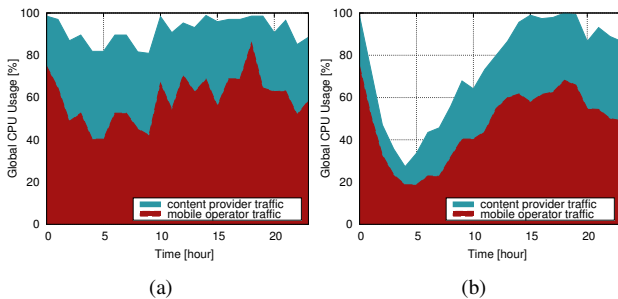 100
80
60
40
20
0
Global CPU Usage [%]
content provider traffic
mobile operator traffic
0 5 10 15 20
Time [hour]
(a)
100
80
60
40
20
0
Global CPU Usage [%]
content provider traffic
mobile operator traffic
0 5 10 15 20
Time [hour]
(b)